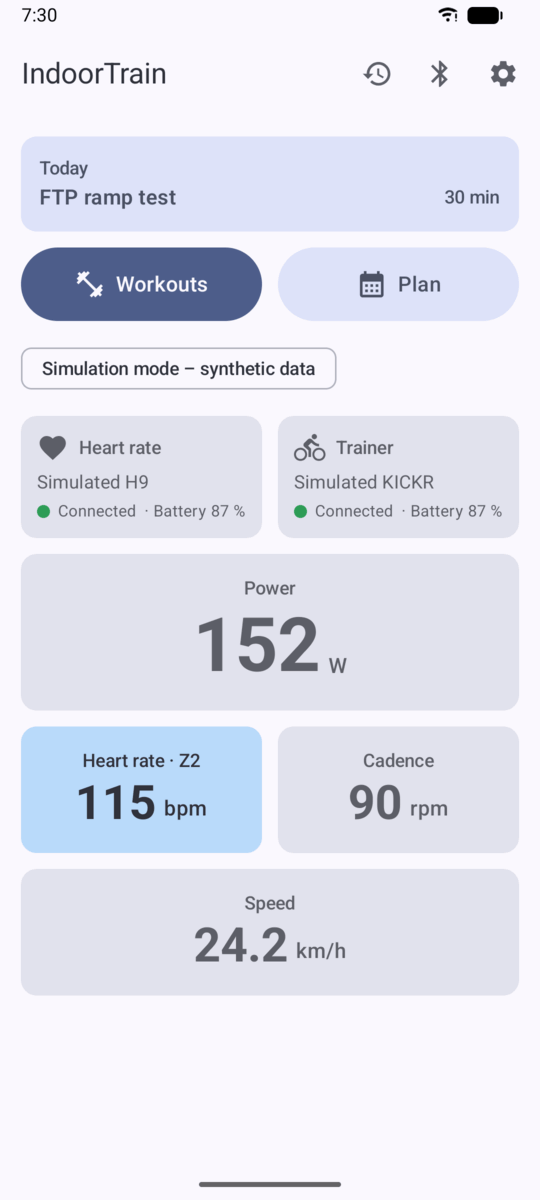 7:30
IndoorTrain
Today
FTP ramp test
30 min
Workouts
Plan
Simulation mode – synthetic data
Heart rate
Simulated H9
Connected · Battery 87 %
Trainer
Simulated KICKR
Connected · Battery 87 %
Power
152 W
Heart rate · Z2
115 bpm
Cadence
90 rpm
Speed
24.2 km/h